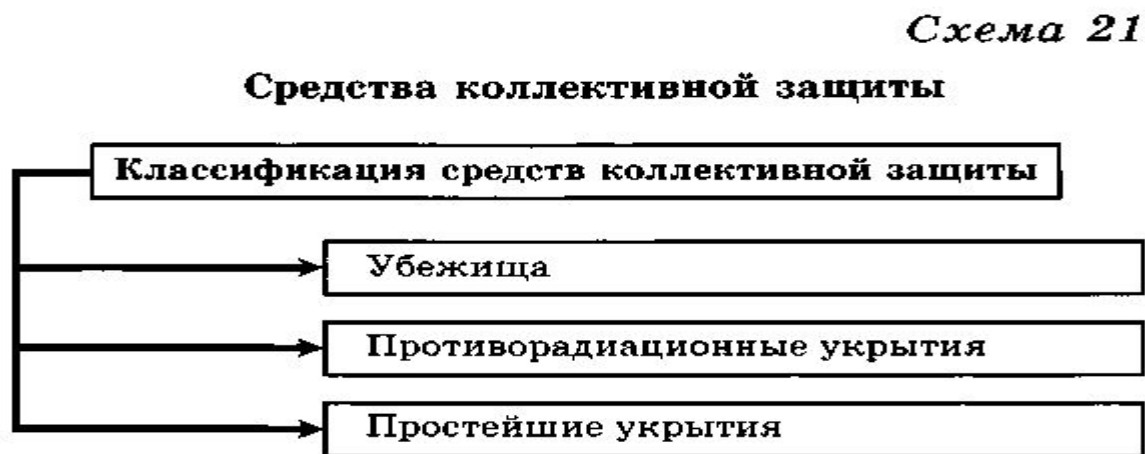 Схема 21
Средства коллективной защиты
Классификация средств коллективной защиты
Убежища
Противорадиационные укрытия
Простейшие укрытия